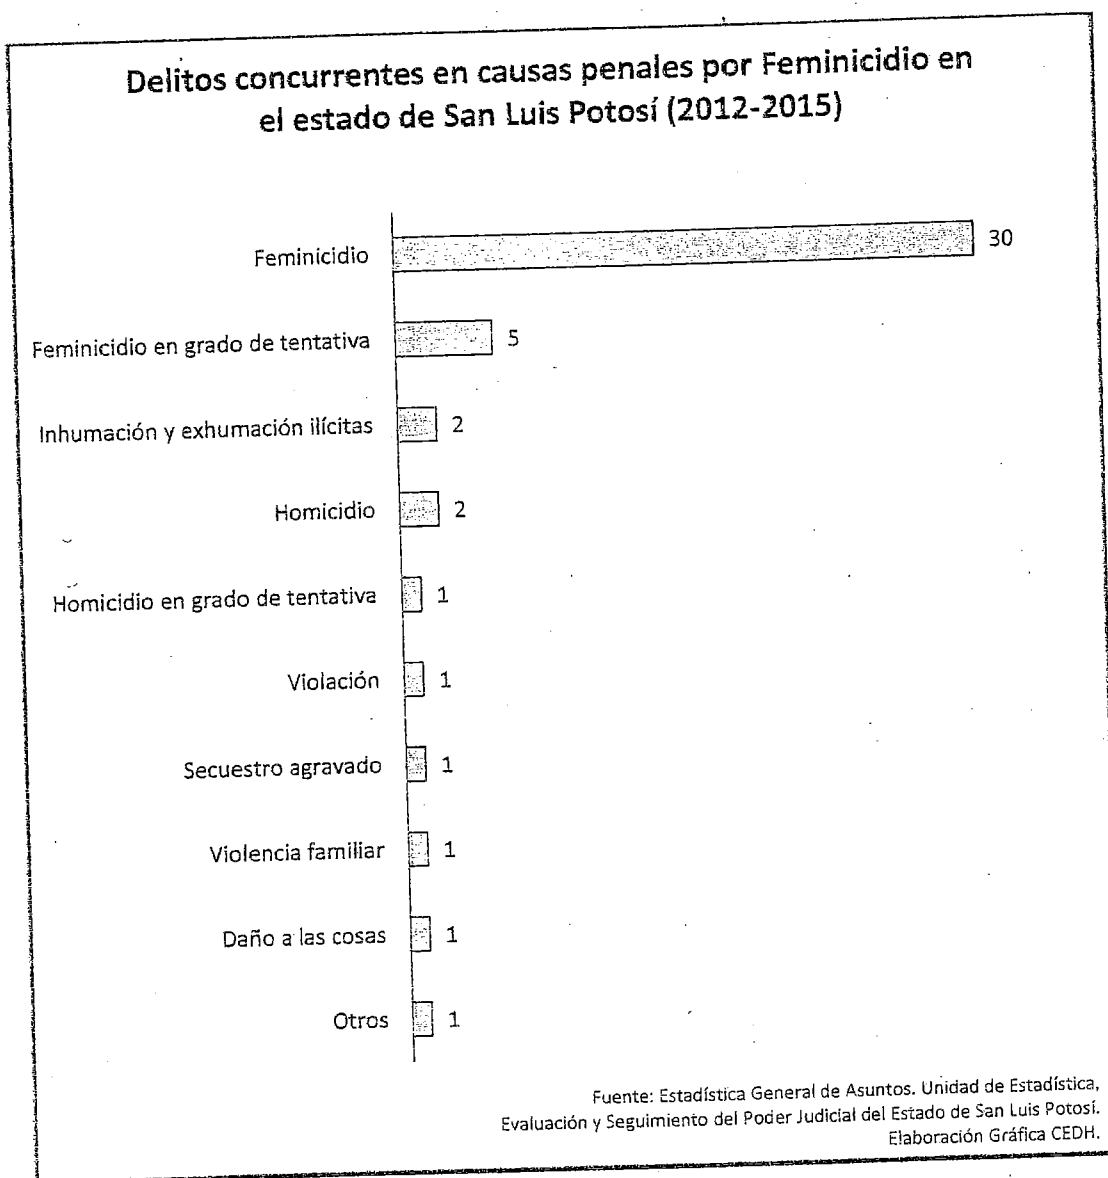 Delitos concurrentes en causas penales por Feminicidio en
el estado de San Luis Potosí (2012-2015)
Feminicidio 30
Feminicidio en grado de tentativa 5
Inhumación y exhumación ilícitas 2
Homicidio 2
Homicidio en grado de tentativa 1
Violación 1
Secuestro agravado 1
Violencia familiar 1
Daño a las cosas 1
Otros 1
Fuente: Estadística General de Asuntos. Unidad de Estadística,
Evaluación y Seguimiento del Poder Judicial del Estado de San Luis Potosí.
Elaboración Gráfica CEDH.